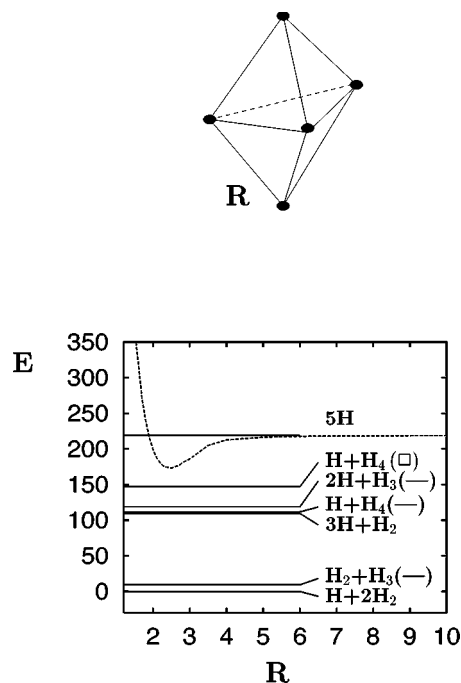 R
E
350
300
250
200
150
100
50
0
5H
H+H₄(□)
2H+H₃(—)
H+H₄(—)
3H+H₂
H₂+H₃(—)
H+2H₂
2 3 4 5 6 7 8 9 10
R